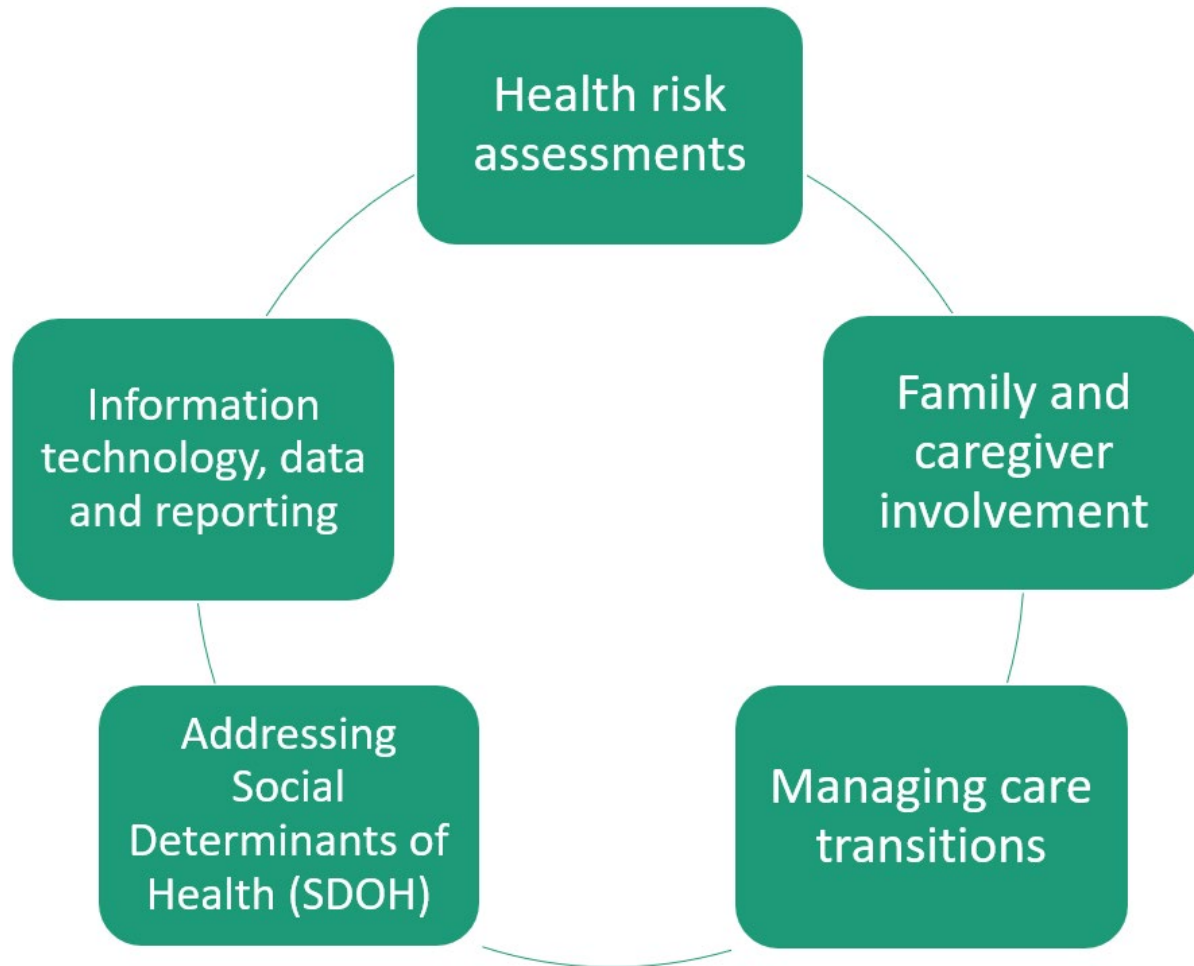 Health risk
assessments
Family and
caregiver
involvement
Managing care
transitions
Addressing
Social
Determinants of
Health (SDOH)
Information
technology, data
and reporting